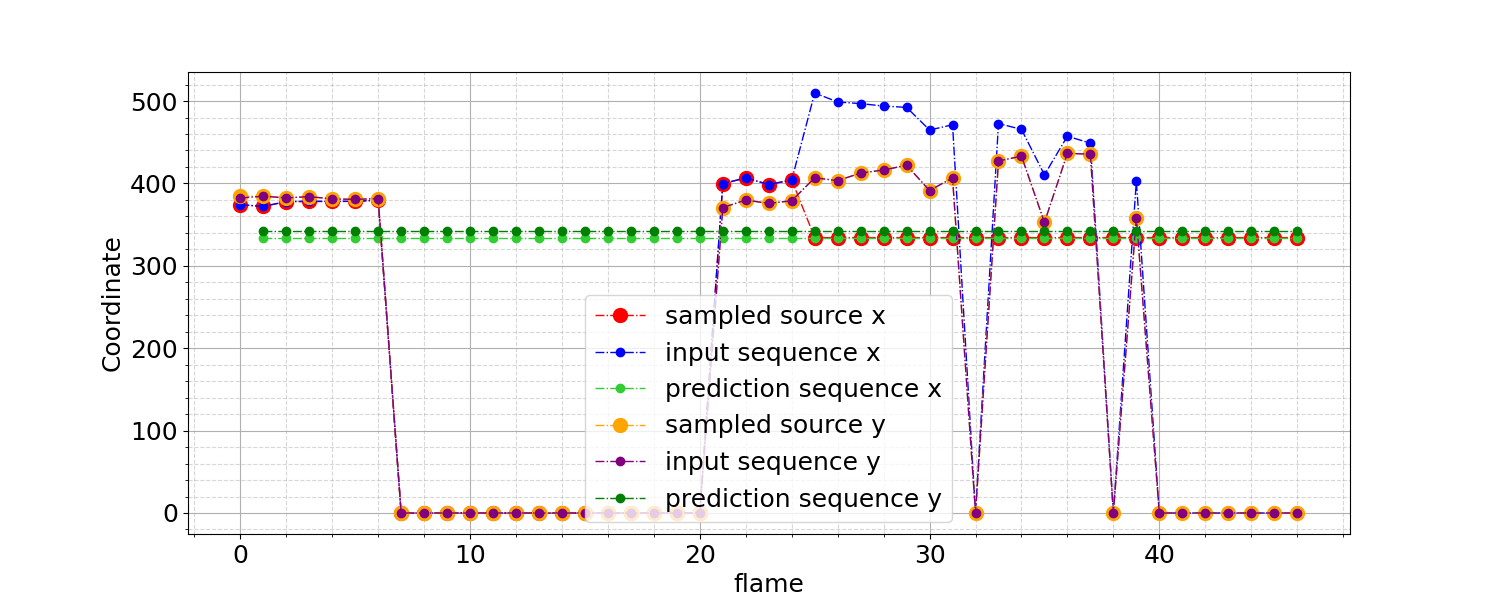 Coordinate
500
400
300
200
100
0
sampled source x
input sequence x
prediction sequence x
sampled source y
input sequence y
prediction sequence y
0 10 20 30 40
flame